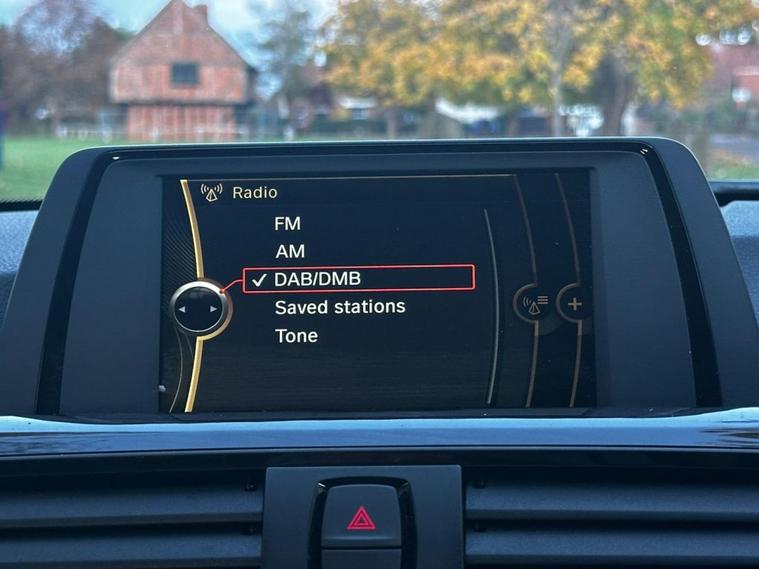 Radio
FM
AM
✓ DAB/DMB
Saved stations
Tone